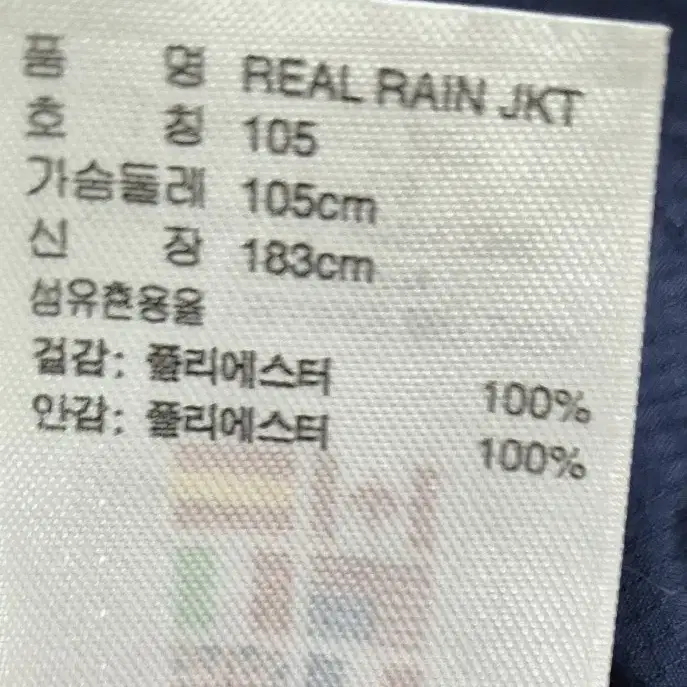 품 명 REAL RAIN JKT
호 칭 105
가슴둘레 105cm
신 장 183cm
섬유혼용율
겉감: 폴리에스터 100%
안감: 폴리에스터 100%